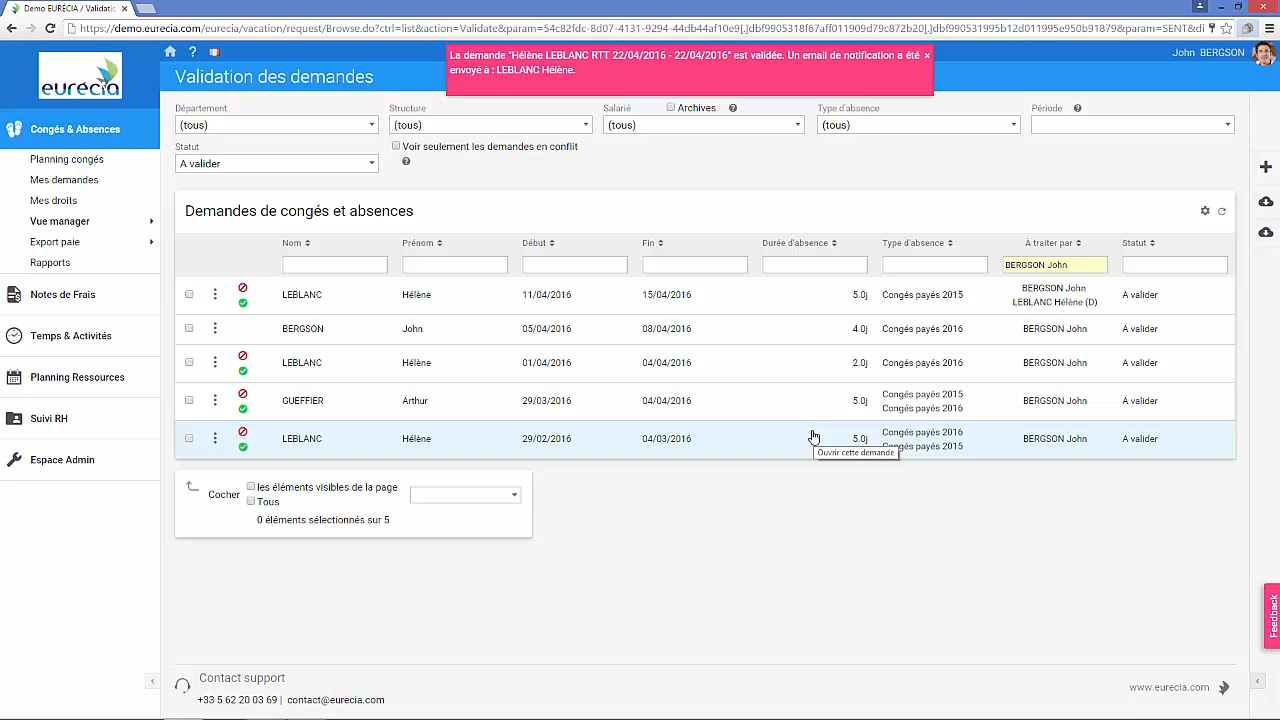 Demo EURÉCIA / Validatic
https://demo.eurecia.com/eurecia/vacation/request/Browse.do?ctrl=list&action=Validate&param=54c82fdc-8d07-4131-9294-44db44af10e9[,]dbf9905318f67aff011909d79c872b20[,]dbf990531995b12d011995e950b91879&param=SENT&di
eurecia
La demande "Hélène LEBLANC RTT 22/04/2016 - 22/04/2016" est validée. Un email de notification a été
envoyé à : LEBLANC Hélène.
John BERGSON
Validation des demandes
Congés & Absences
Planning congés
Mes demandes
Mes droits
Vue manager
Export paie
Rapports
Notes de Frais
Temps & Activités
Planning Ressources
Suivi RH
Espace Admin
Département Structure Salarié Archives Type d'absence Période
(tous) (tous) (tous) (tous)
Statut Voir seulement les demandes en conflit
A valider
Demandes de congés et absences
Nom Prénom Début Fin Durée d'absence Type d'absence À traiter par Statut
BERGSON John
LEBLANC Hélène 11/04/2016 15/04/2016 5.0j Congés payés 2015 BERGSON John A valider
LEBLANC Hélène (D)
BERGSON John 05/04/2016 08/04/2016 4.0j Congés payés 2016 BERGSON John A valider
LEBLANC Hélène 01/04/2016 04/04/2016 2.0j Congés payés 2016 BERGSON John A valider
GUEFFIER Arthur 29/03/2016 04/04/2016 5.0j Congés payés 2015 BERGSON John A valider
Congés payés 2016
LEBLANC Hélène 29/02/2016 04/03/2016 5.0j Congés payés 2016 BERGSON John A valider
Congés payés 2015
Ouvrir cette demande
Cocher les éléments visibles de la page
Tous
0 éléments sélectionnés sur 5
Feedback
Contact support
+33 5 62 20 03 69 | contact@eurecia.com
www.eurecia.com